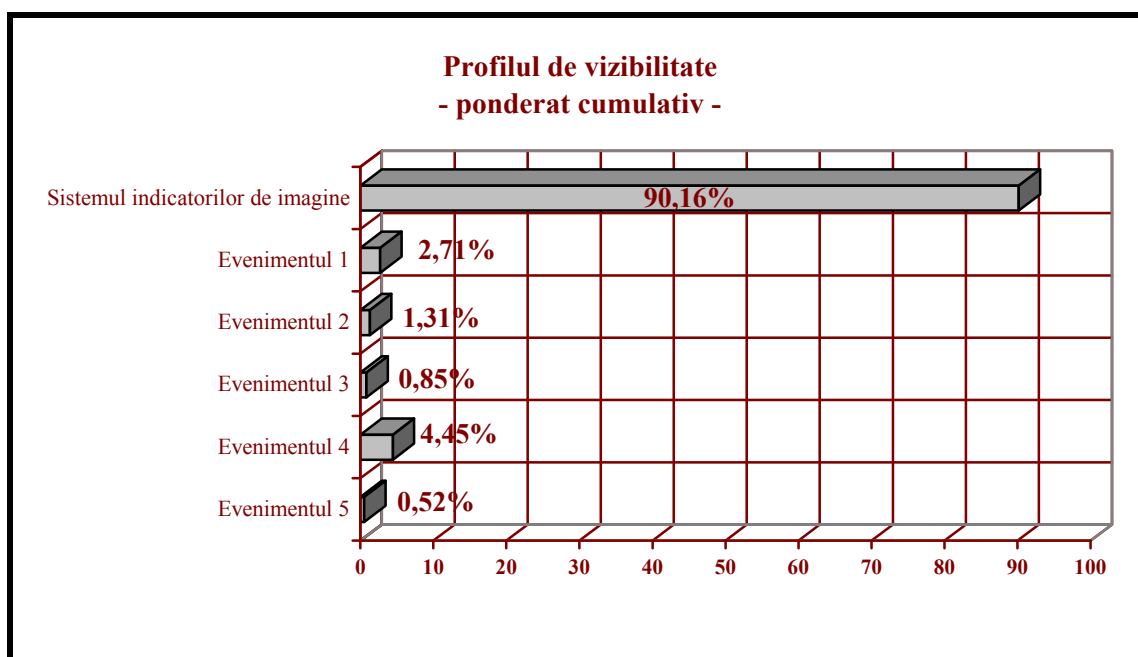 Profilul de vizibilitate
- ponderat cumulativ -
Sistemul indicatorilor de imagine
90,16%
Evenimentul 1
2,71%
Evenimentul 2
1,31%
Evenimentul 3
0,85%
Evenimentul 4
4,45%
Evenimentul 5
0,52%
0 10 20 30 40 50 60 70 80 90 100